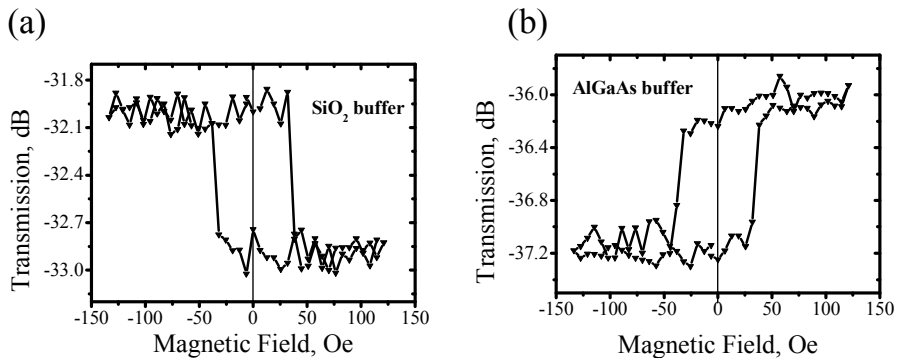 (a)
-31.8
-32.1
-32.4
-32.7
-33.0
Transmission, dB
SiO₂ buffer
-150 -100 -50 0 50 100 150
Magnetic Field, Oe
(b)
-36.0
-36.4
-36.8
-37.2
Transmission, dB
AlGaAs buffer
-150 -100 -50 0 50 100 150
Magnetic Field, Oe